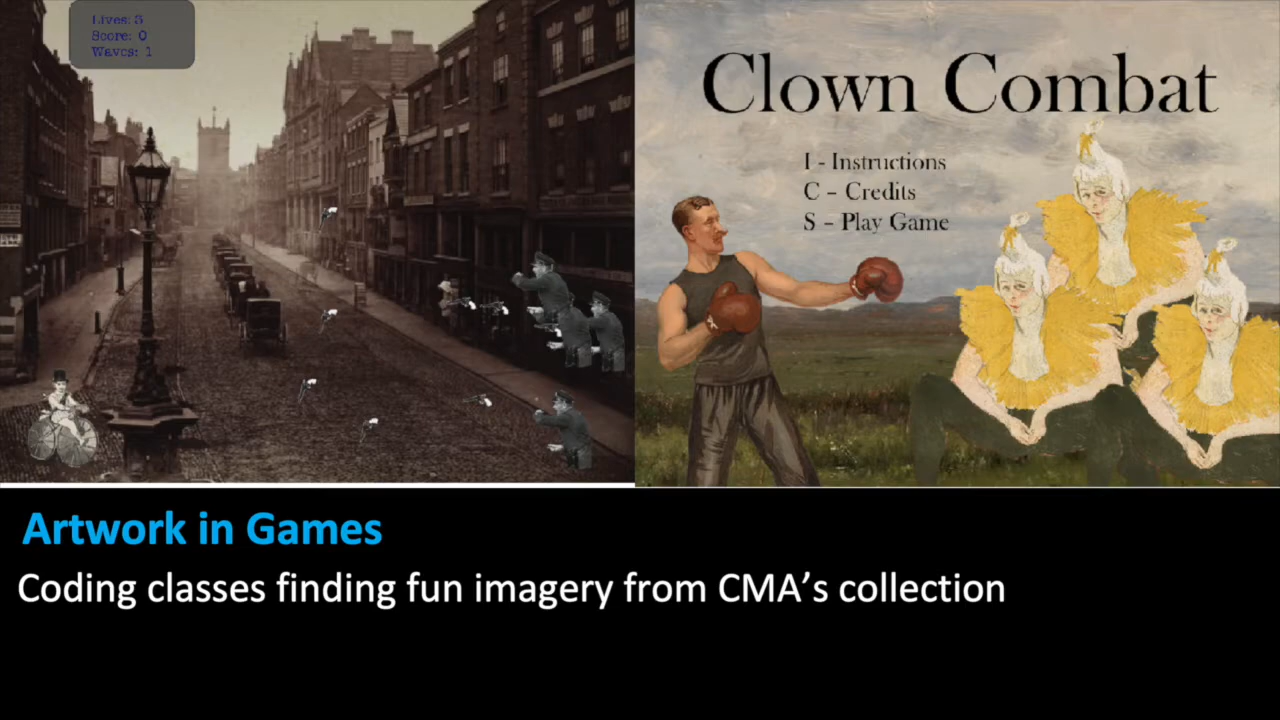 Lives: 3
Score: 0
Waves: 1
Clown Combat
I - Instructions
C - Credits
S - Play Game
Artwork in Games
Coding classes finding fun imagery from CMA’s collection